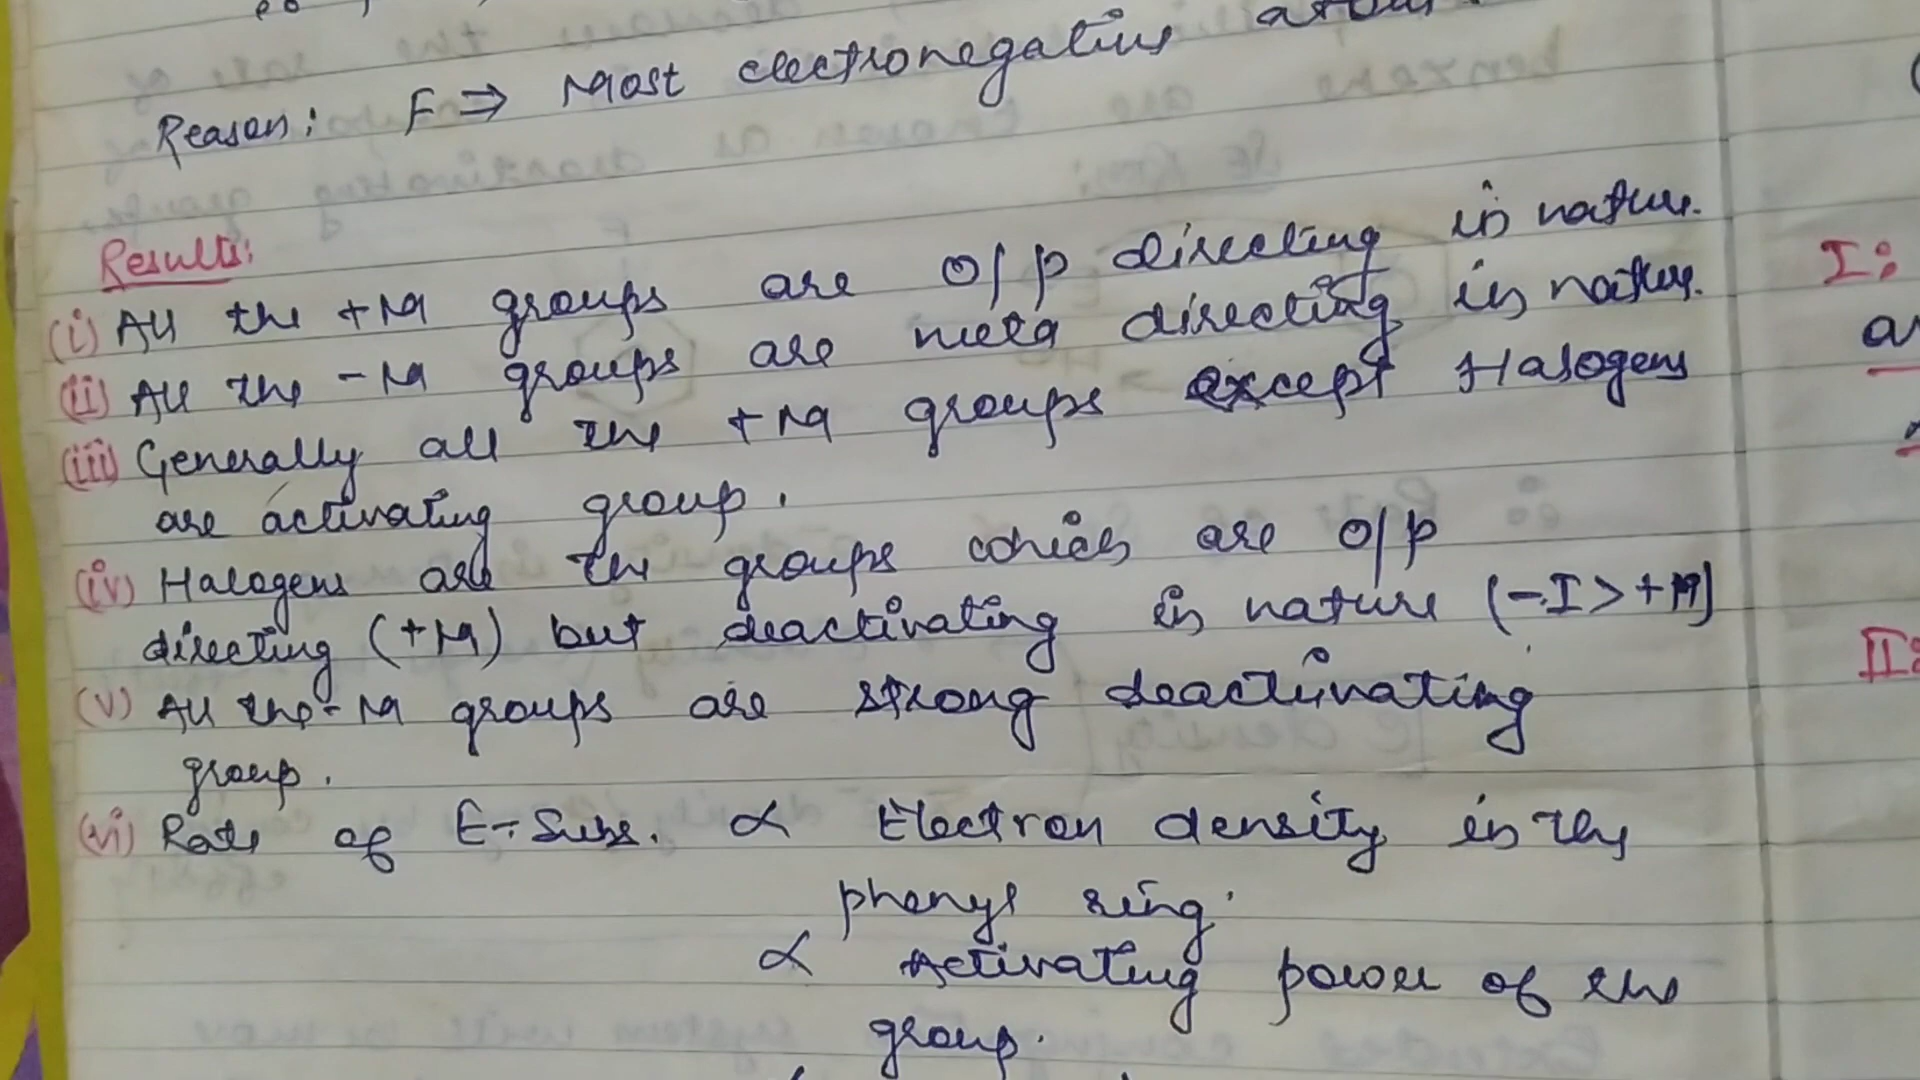 Reason: F ⇒ Most electronegative atom.
Results:
(i) All the +M groups are o/p directing in nature.
(ii) All the -M groups are meta directing in nature.
(iii) Generally all the +M groups except Halogens
are activating group.
(iv) Halogens are the groups which are o/p
directing (+M) but deactivating in nature (-I > +M)
(v) All the -M groups are strong deactivating
group.
(vi) Rate of E-Subs. ∝ Electron density in the
phenyl ring.
∝ Activating power of the
group.
I:
II: